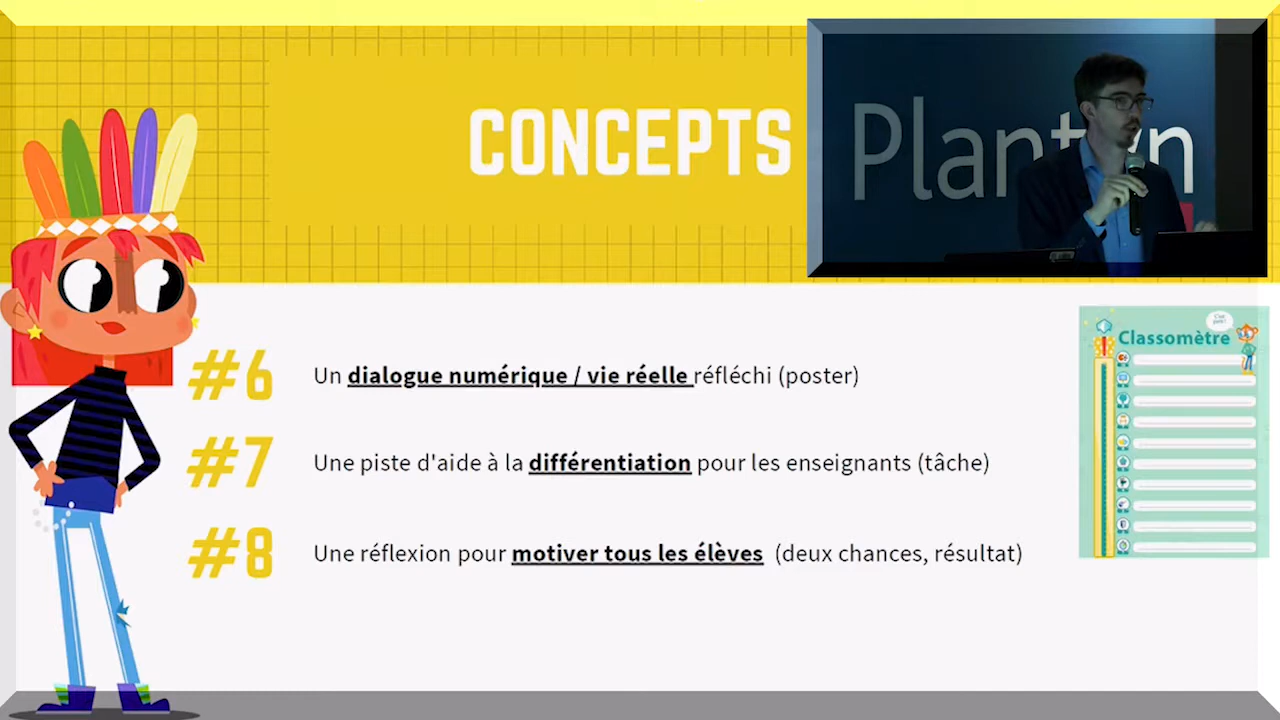 CONCEPTS
Plantyn
#6 Un dialogue numérique / vie réelle réfléchi (poster)
#7 Une piste d'aide à la différentiation pour les enseignants (tâche)
#8 Une réflexion pour motiver tous les élèves (deux chances, résultat)
Classomètre